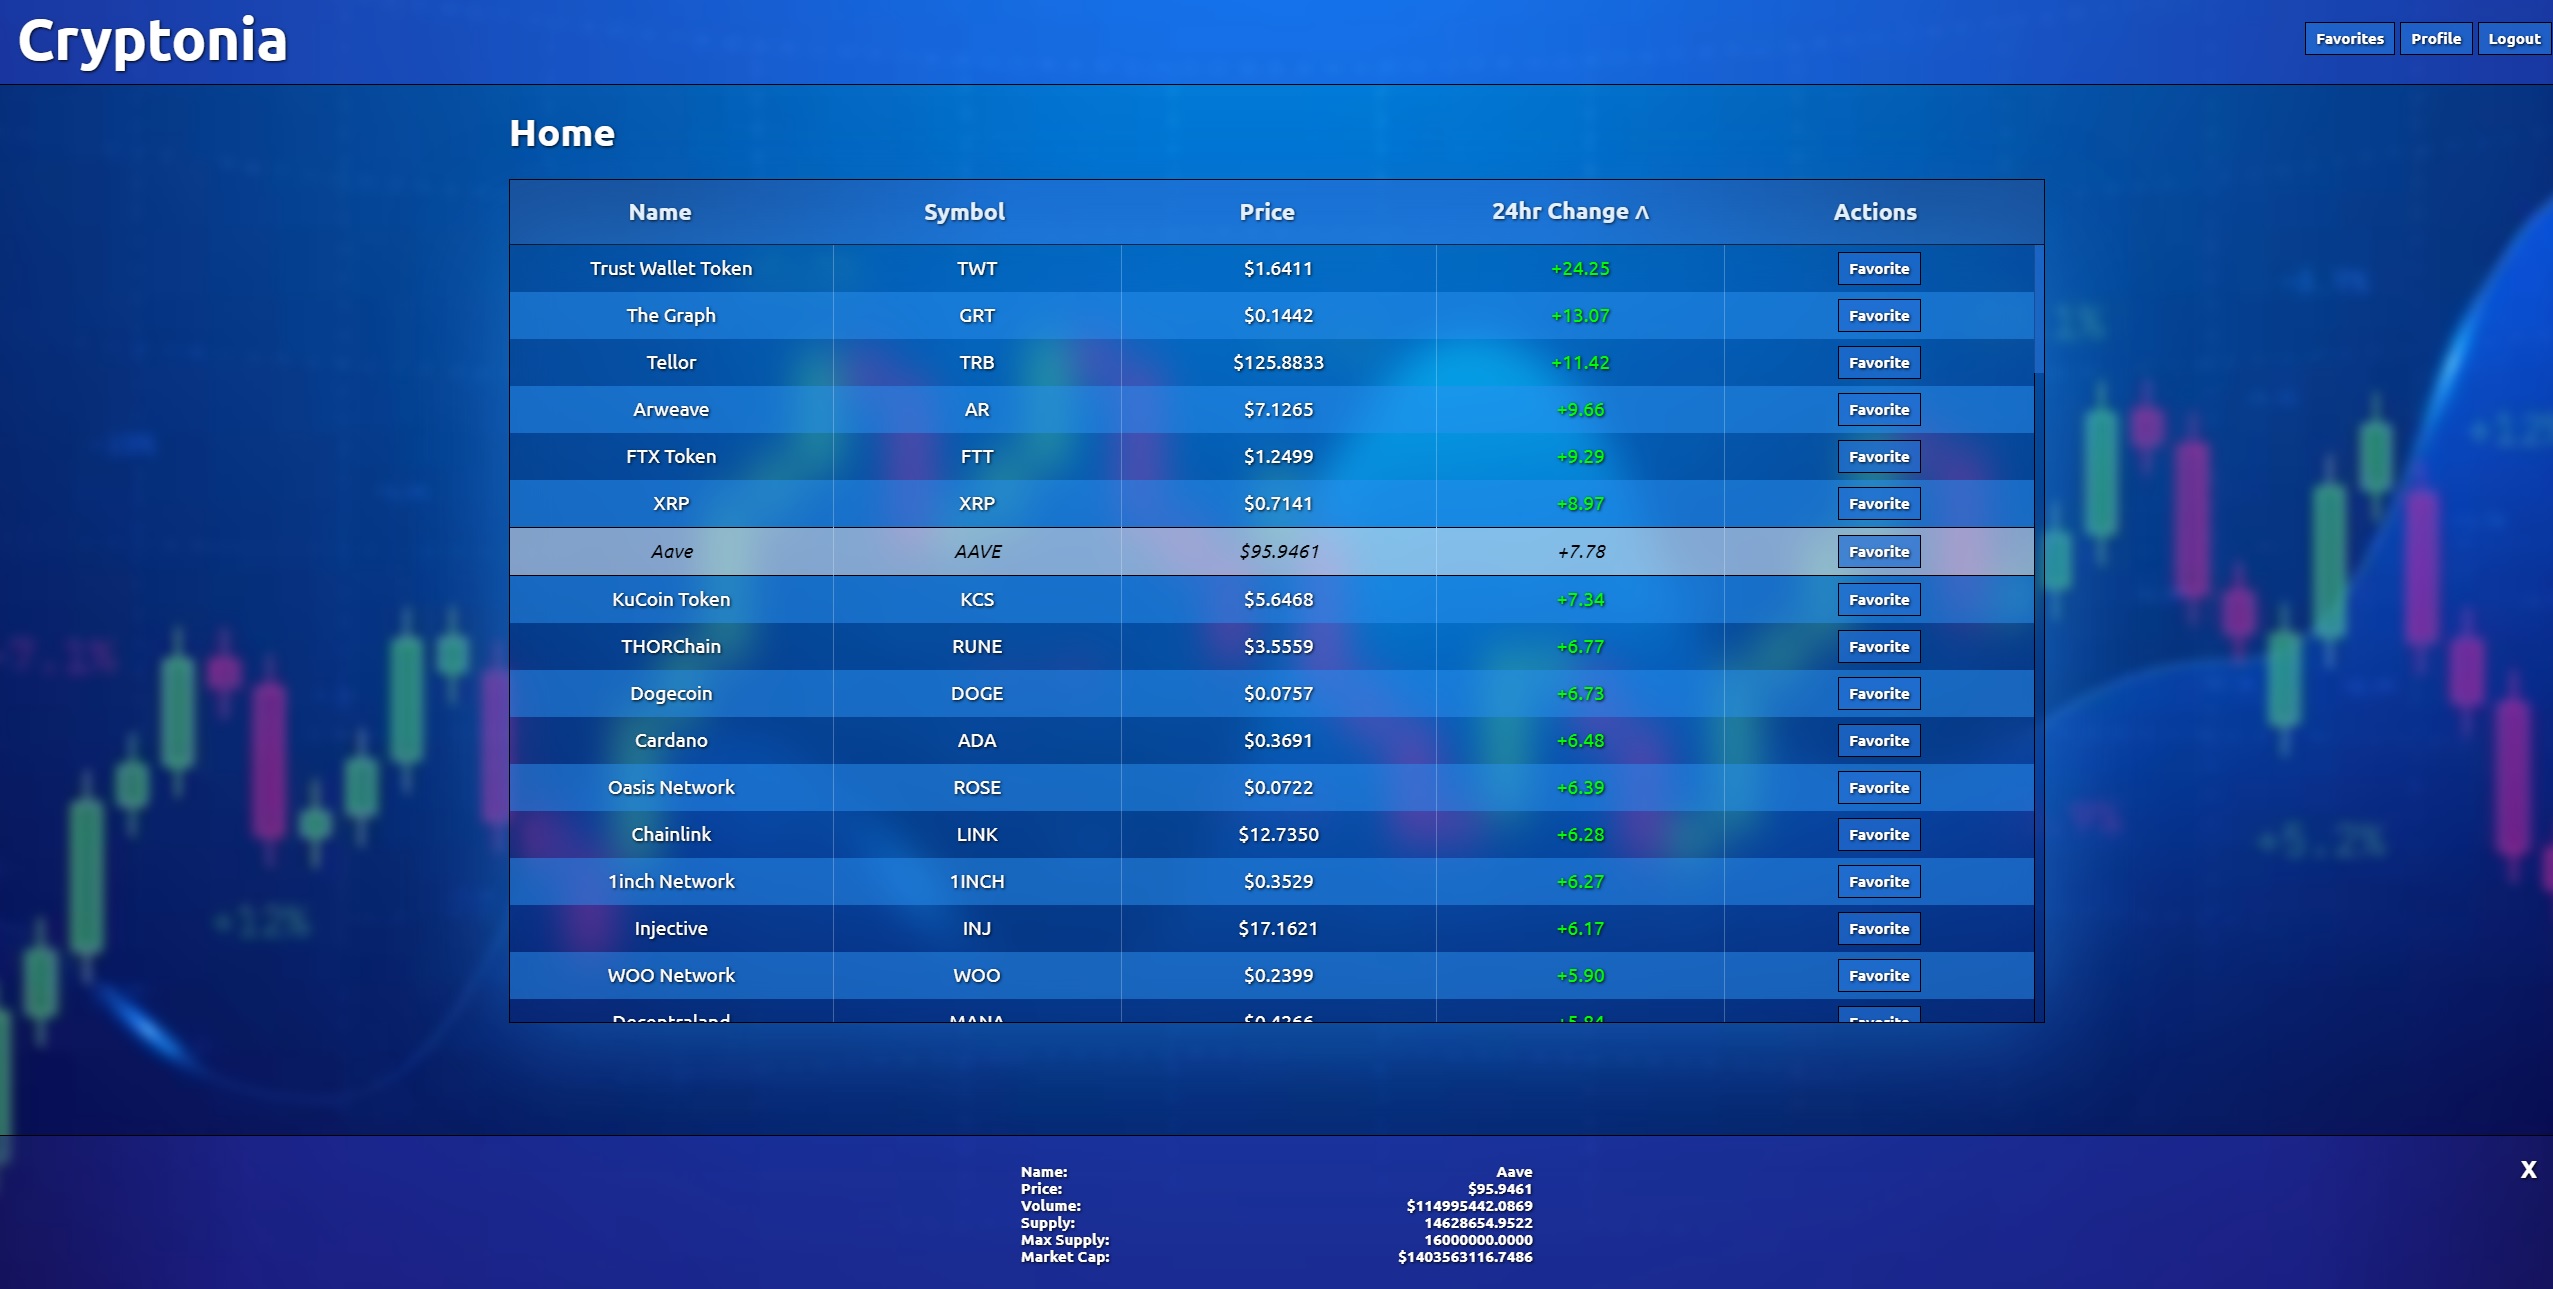 Cryptonia
Favorites Profile Logout
Home
Name Symbol Price 24hr Change ᐱ Actions
Trust Wallet Token TWT $1.6411 +24.25 Favorite
The Graph GRT $0.1442 +13.07 Favorite
Tellor TRB $125.8833 +11.42 Favorite
Arweave AR $7.1265 +9.66 Favorite
FTX Token FTT $1.2499 +9.29 Favorite
XRP XRP $0.7141 +8.97 Favorite
Aave AAVE $95.9461 +7.78 Favorite
KuCoin Token KCS $5.6468 +7.34 Favorite
THORChain RUNE $3.5559 +6.77 Favorite
Dogecoin DOGE $0.0757 +6.73 Favorite
Cardano ADA $0.3691 +6.48 Favorite
Oasis Network ROSE $0.0722 +6.39 Favorite
Chainlink LINK $12.7350 +6.28 Favorite
1inch Network 1INCH $0.3529 +6.27 Favorite
Injective INJ $17.1621 +6.17 Favorite
WOO Network WOO $0.2399 +5.90 Favorite
Decentraland MANA $0.4266 +5.84 Favorite
-7.1%
+12%
+5.2%
X
Name: Aave
Price: $95.9461
Volume: $114995442.0869
Supply: 14628654.9522
Max Supply: 16000000.0000
Market Cap: $1403563116.7486